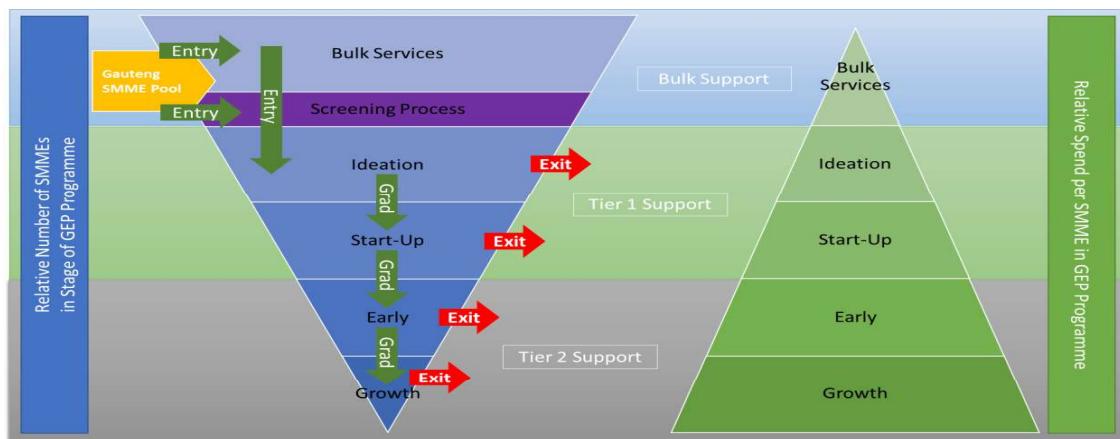 Relative Number of SMMEs
in Stage of GEP Programme
Gauteng
SMME Pool
Entry
Entry
Entry
Bulk Services
Screening Process
Ideation
Grad
Start-Up
Grad
Early
Grad
Growth
Exit
Exit
Exit
Exit
Bulk Support
Tier 1 Support
Tier 2 Support
Bulk
Services
Ideation
Start-Up
Early
Growth
Relative Spend per SMME in GEP Programme